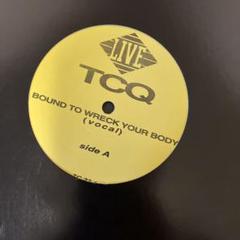 LIVE
TCQ
BOUND TO WRECK YOUR BODY
(vocal)
side A